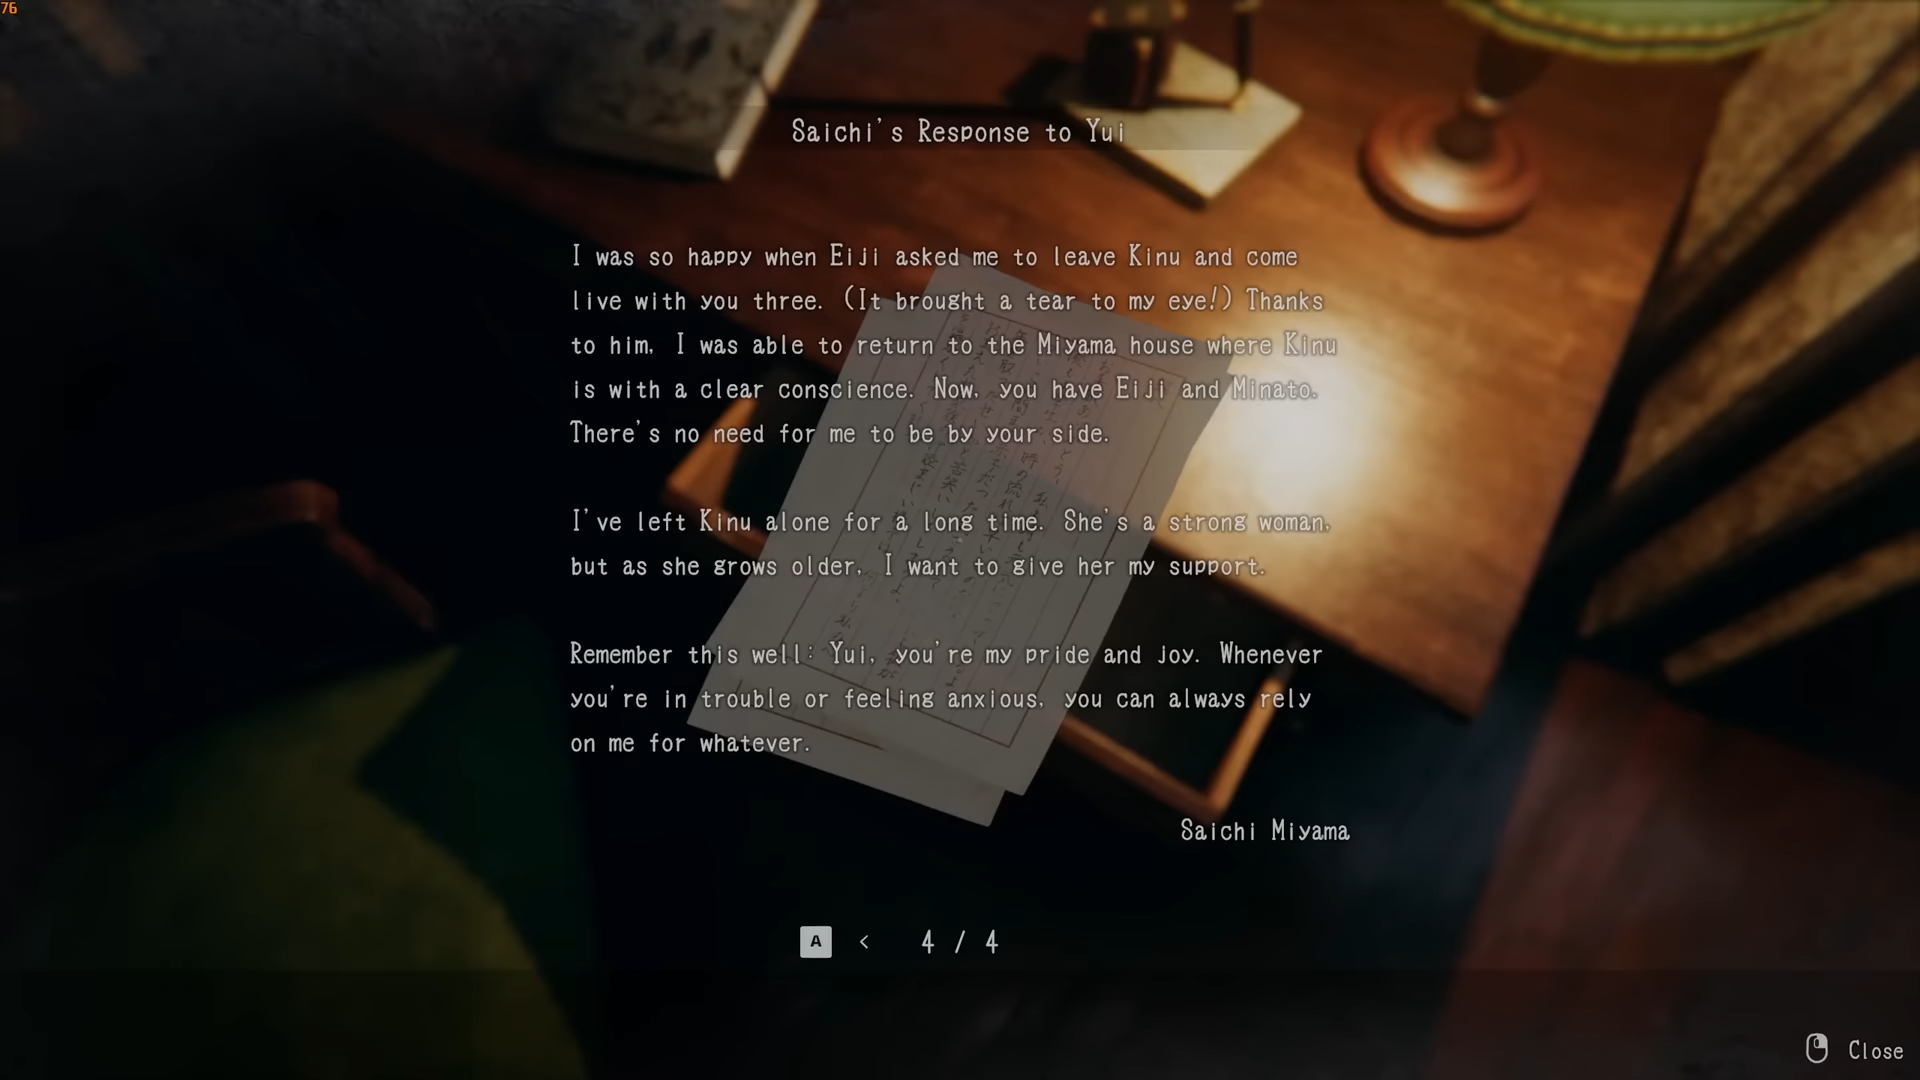 76
Saichi's Response to Yui
I was so happy when Eiji asked me to leave Kinu and come
live with you three. (It brought a tear to my eye!) Thanks
to him, I was able to return to the Miyama house where Kinu
is with a clear conscience. Now, you have Eiji and Minato.
There's no need for me to be by your side.
I've left Kinu alone for a long time. She's a strong woman,
but as she grows older, I want to give her my support.
Remember this well: Yui, you're my pride and joy. Whenever
you're in trouble or feeling anxious, you can always rely
on me for whatever.
Saichi Miyama
A < 4 / 4
Close